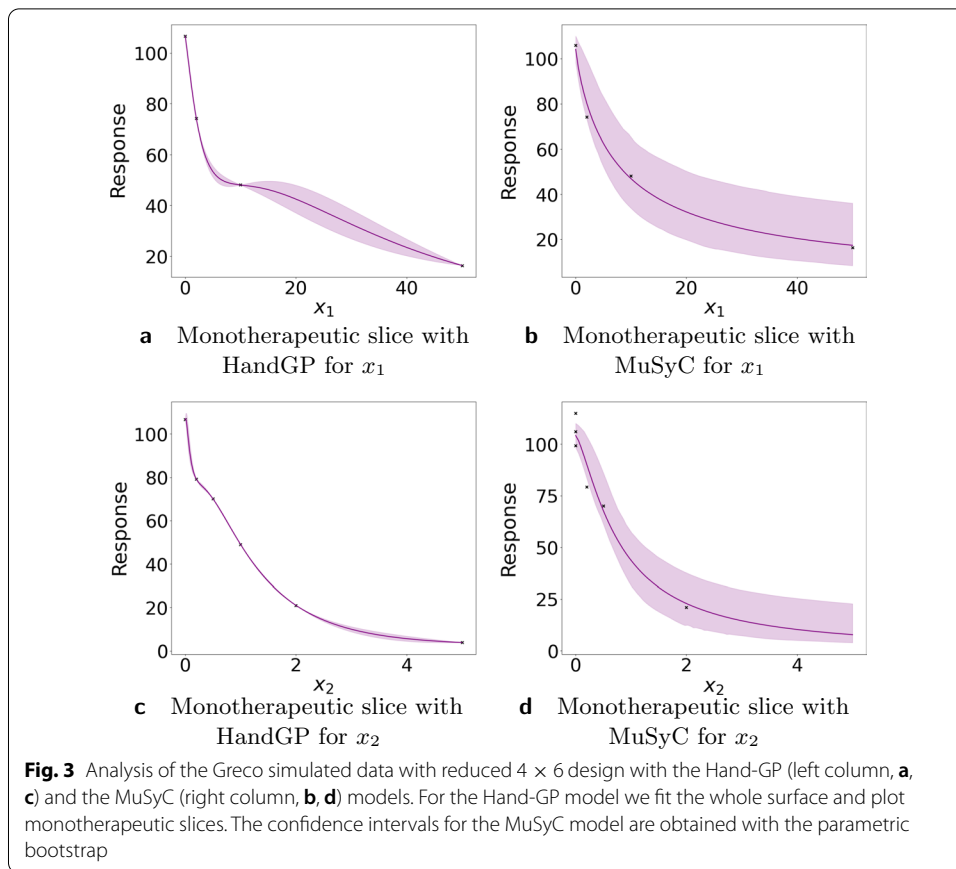 100
80
60
40
20
Response
0
20
40
x1
a Monotherapeutic slice with
HandGP for x1
100
80
60
40
20
Response
0
20
40
x1
b Monotherapeutic slice with
MuSyC for x1
100
80
60
40
20
0
Response
0
2
4
x2
c Monotherapeutic slice with
HandGP for x2
100
75
50
25
0
Response
0
2
4
x2
d Monotherapeutic slice with
MuSyC for x2
Fig. 3 Analysis of the Greco simulated data with reduced 4 × 6 design with the Hand-GP (left column, a,
c) and the MuSyC (right column, b, d) models. For the Hand-GP model we fit the whole surface and plot
monotherapeutic slices. The confidence intervals for the MuSyC model are obtained with the parametric
bootstrap